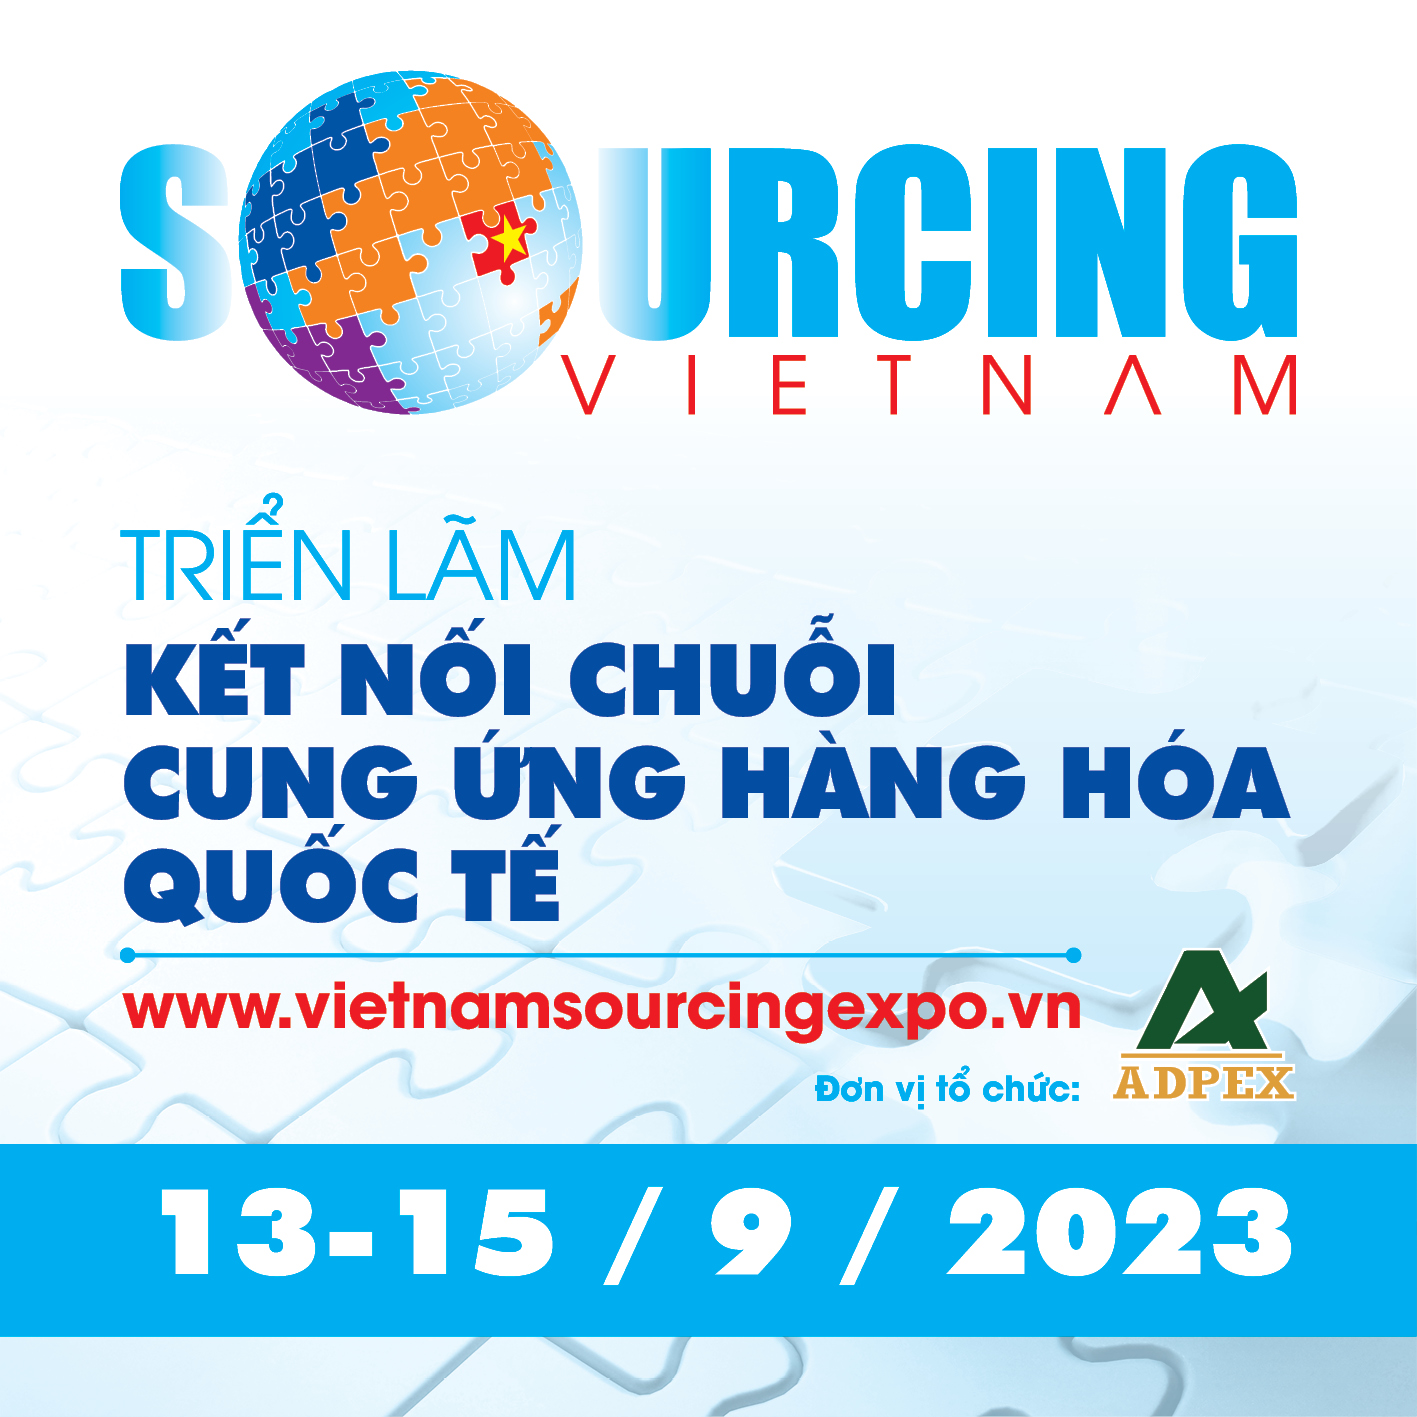 SOURCING
VIETNAM
TRIỂN LÃM
KẾT NỐI CHUỖI
CUNG ỨNG HÀNG HÓA
QUỐC TẾ
www.vietnamsourcingexpo.vn
Đơn vị tổ chức:
ADPEX
13-15 / 9 / 2023